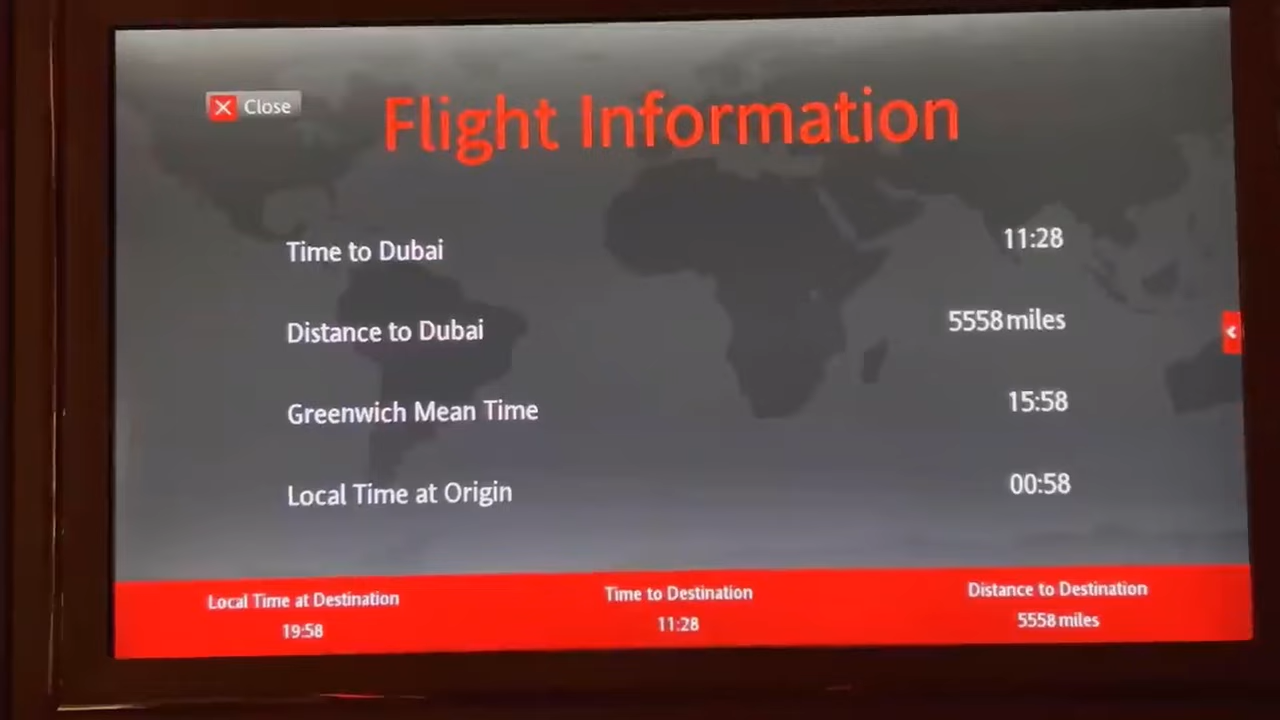 Close
Flight Information
Time to Dubai 11:28
Distance to Dubai 5558 miles
Greenwich Mean Time 15:58
Local Time at Origin 00:58
Local Time at Destination Time to Destination Distance to Destination
19:58 11:28 5558 miles